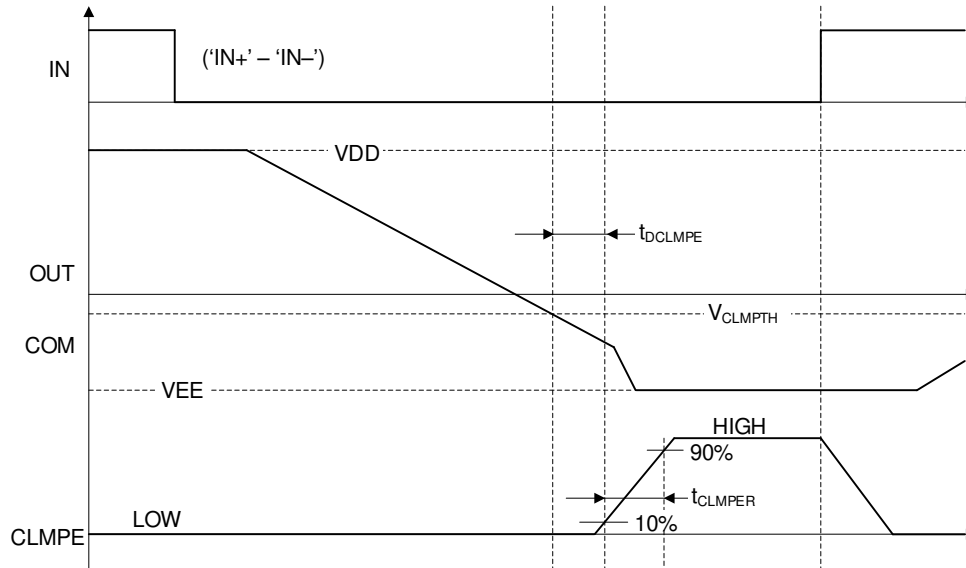 IN
(‘IN+’ – ‘IN–’)
VDD
t_DCLMPE
OUT
V_CLMPTH
COM
VEE
HIGH
90%
t_CLMPER
LOW
10%
CLMPE